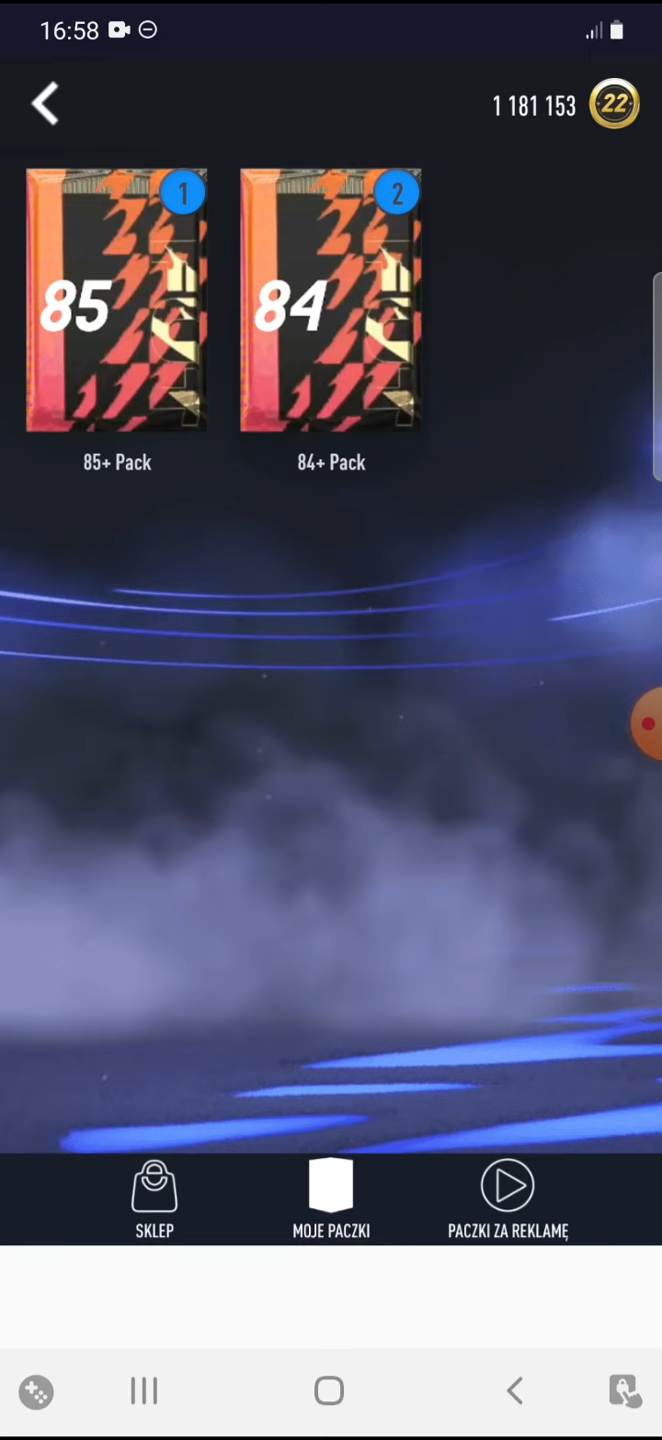 16:58
1 181 153 22
1 2
85 84
85+ Pack 84+ Pack
SKLEP MOJE PACZKI PACZKI ZA REKLAMĘ